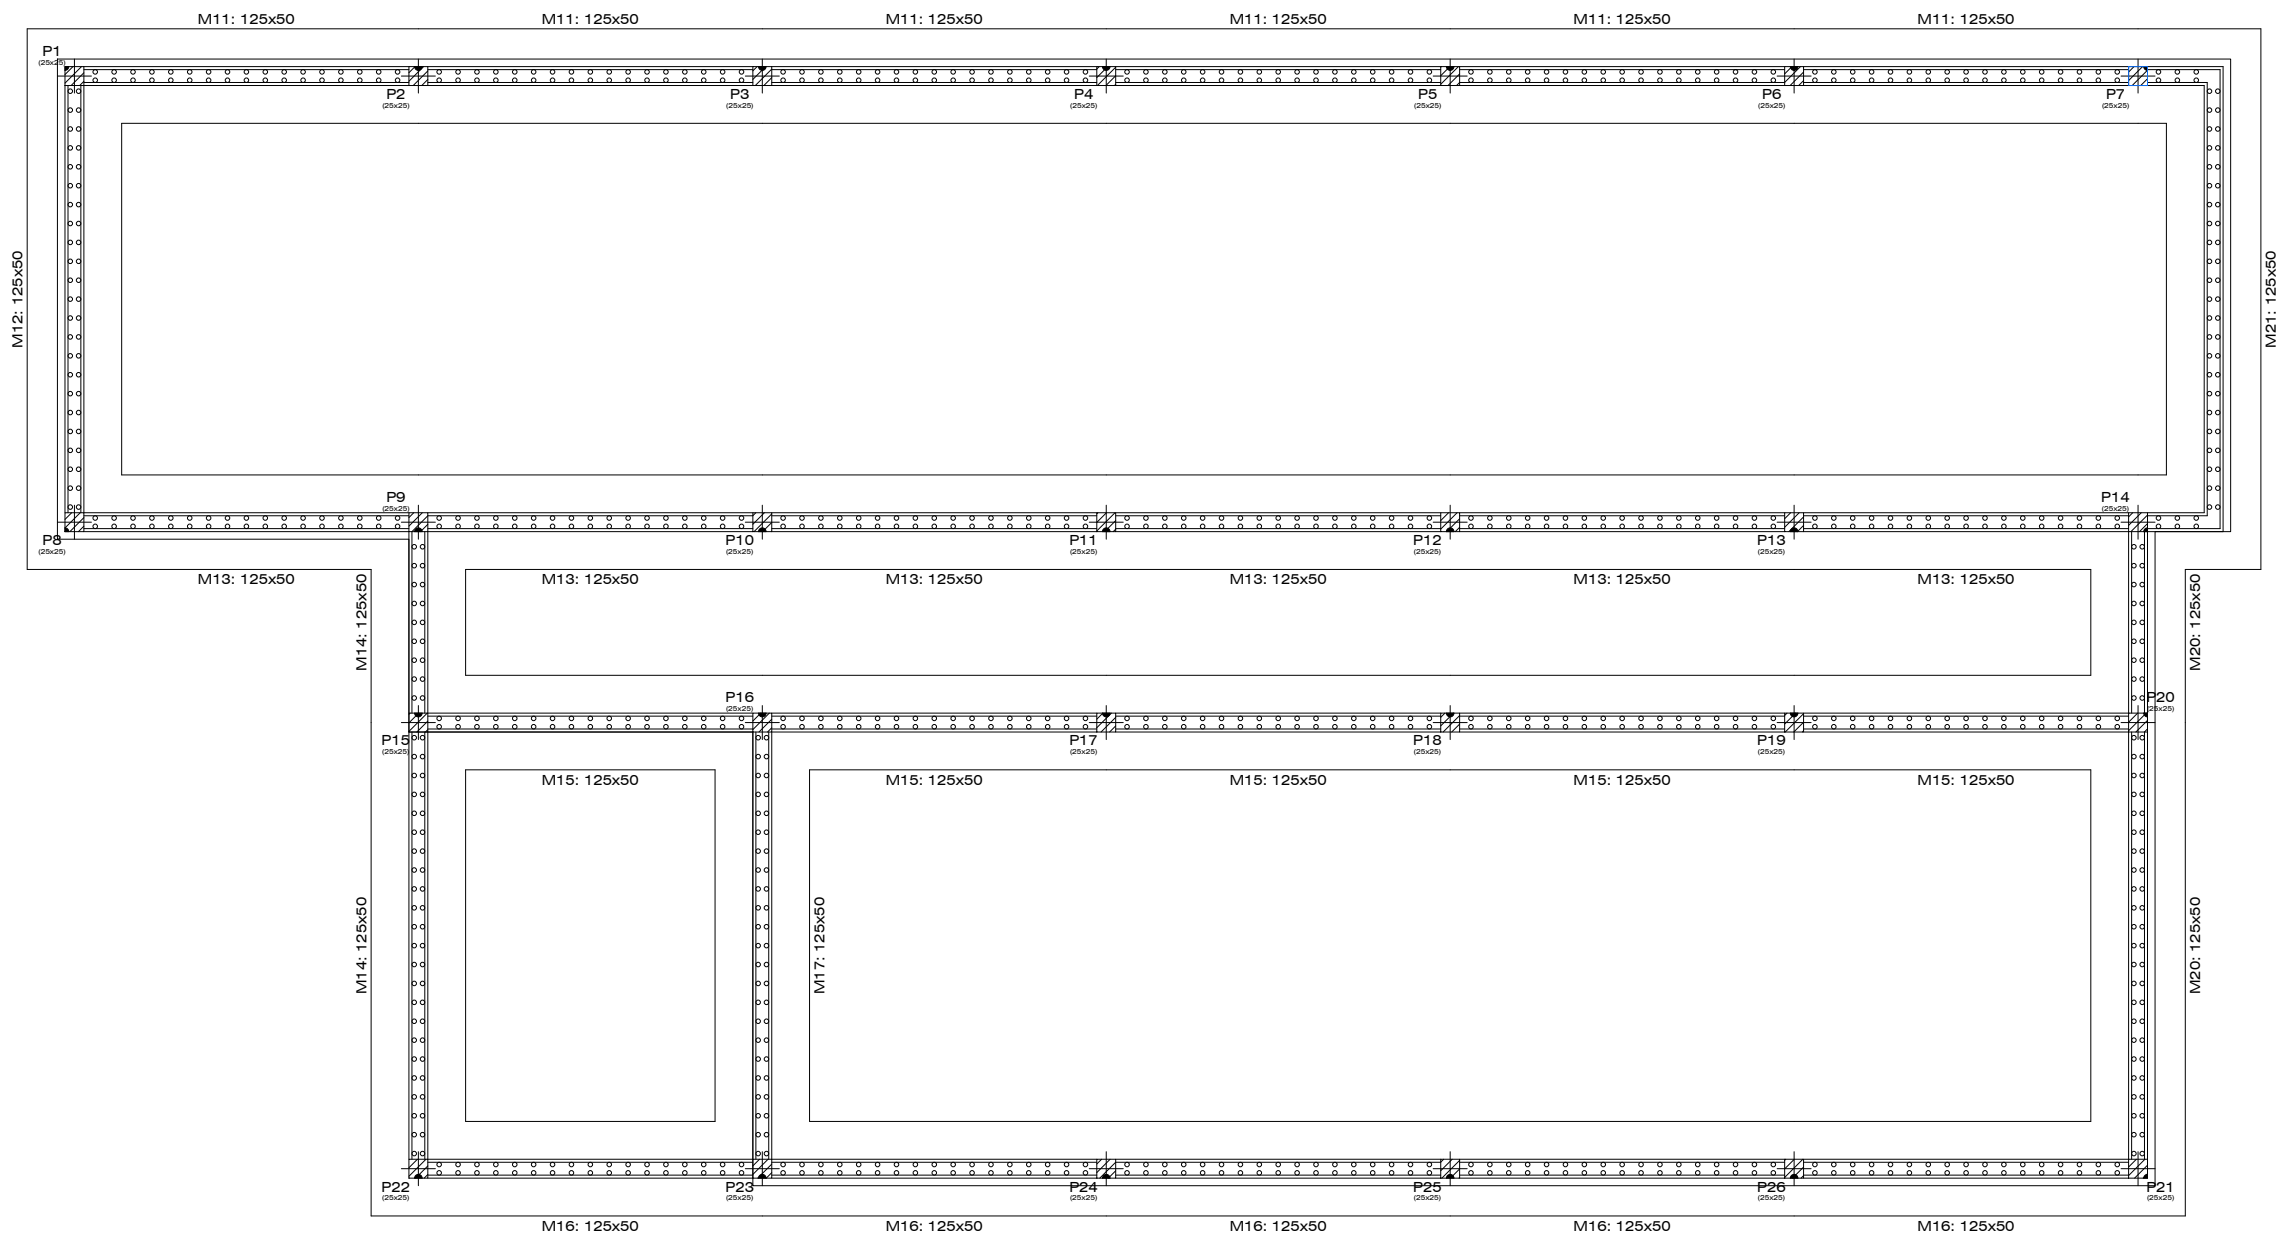 M11: 125x50 M11: 125x50 M11: 125x50 M11: 125x50 M11: 125x50 M11: 125x50
P1
(25x25)
P2 P3 P4 P5 P6 P7
(25x25) (25x25) (25x25) (25x25) (25x25) (25x25)
M12: 125x50
M21: 125x50
P9 P14
(25x25) (25x25)
P8 P10 P11 P12 P13
(25x25) (25x25) (25x25) (25x25) (25x25)
M13: 125x50 M13: 125x50 M13: 125x50 M13: 125x50 M13: 125x50 M13: 125x50
M14: 125x50
M20: 125x50
P16 P20
(25x25) (25x25)
P15 P17 P18 P19
(25x25) (25x25) (25x25) (25x25)
M15: 125x50 M15: 125x50 M15: 125x50 M15: 125x50 M15: 125x50
M14: 125x50
M17: 125x50
M20: 125x50
P22 P23 P24 P25 P26 P21
(25x25) (25x25) (25x25) (25x25) (25x25) (25x25)
M16: 125x50 M16: 125x50 M16: 125x50 M16: 125x50 M16: 125x50